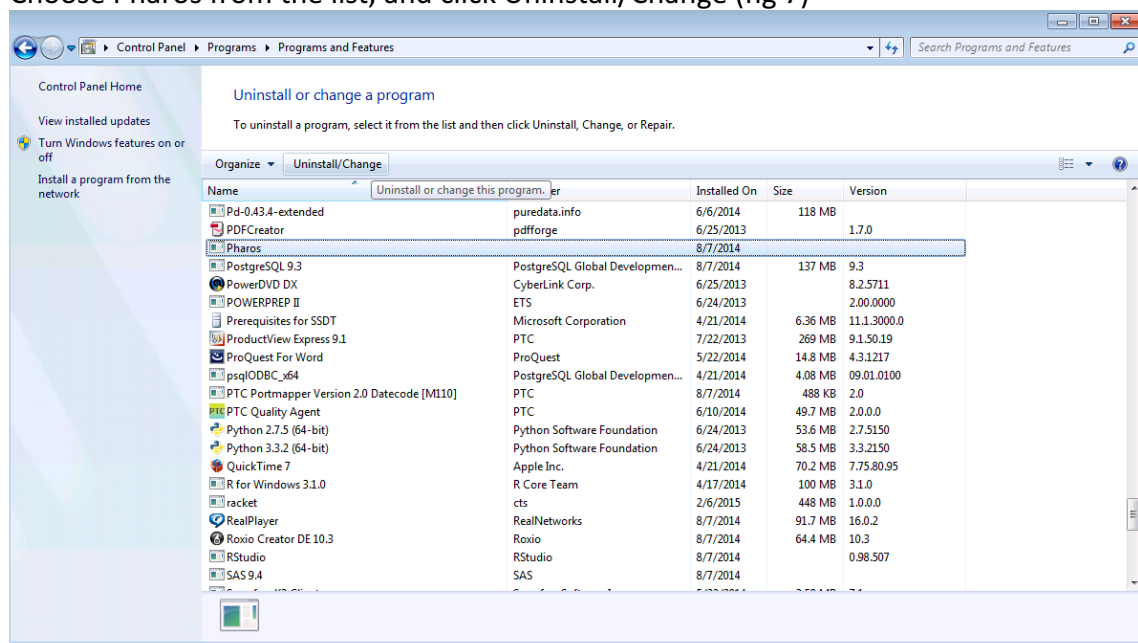 Choose Pharos from the list, and click Uninstall/Change (fig 7)
Control Panel Programs Programs and Features Search Programs and Features
Control Panel Home
View installed updates
Turn Windows features on or
off
Install a program from the
network
Uninstall or change a program
To uninstall a program, select it from the list and then click Uninstall, Change, or Repair.
Organize Uninstall/Change
Name Uninstall or change this program. er Installed On Size Version
Pd-0.43.4-extended puredata.info 6/6/2014 118 MB
PDFCreator pdfforge 6/25/2013 1.7.0
Pharos 8/7/2014
PostgreSQL 9.3 PostgreSQL Global Developmen... 8/7/2014 137 MB 9.3
PowerDVD DX CyberLink Corp. 6/25/2013 8.2.5711
POWERPREP II ETS 6/24/2013 2.00.0000
Prerequisites for SSDT Microsoft Corporation 4/21/2014 6.36 MB 11.1.3000.0
ProductView Express 9.1 PTC 7/22/2013 269 MB 9.1.50.19
ProQuest For Word ProQuest 5/22/2014 14.8 MB 4.3.1217
psqlODBC_x64 PostgreSQL Global Developmen... 4/21/2014 4.08 MB 09.01.0100
PTC Portmapper Version 2.0 Datecode [M110] PTC 8/7/2014 488 KB 2.0
PTC PTC Quality Agent PTC 6/10/2014 49.7 MB 2.0.0.0
Python 2.7.5 (64-bit) Python Software Foundation 6/24/2013 53.6 MB 2.7.5150
Python 3.3.2 (64-bit) Python Software Foundation 6/24/2013 58.5 MB 3.3.2150
QuickTime 7 Apple Inc. 4/21/2014 70.2 MB 7.75.80.95
R for Windows 3.1.0 R Core Team 4/17/2014 100 MB 3.1.0
racket cts 2/6/2015 448 MB 1.0.0.0
RealPlayer RealNetworks 8/7/2014 91.7 MB 16.0.2
Roxio Creator DE 10.3 Roxio 8/7/2014 64.4 MB 10.3
RStudio RStudio 8/7/2014 0.98.507
SAS 9.4 SAS 8/7/2014